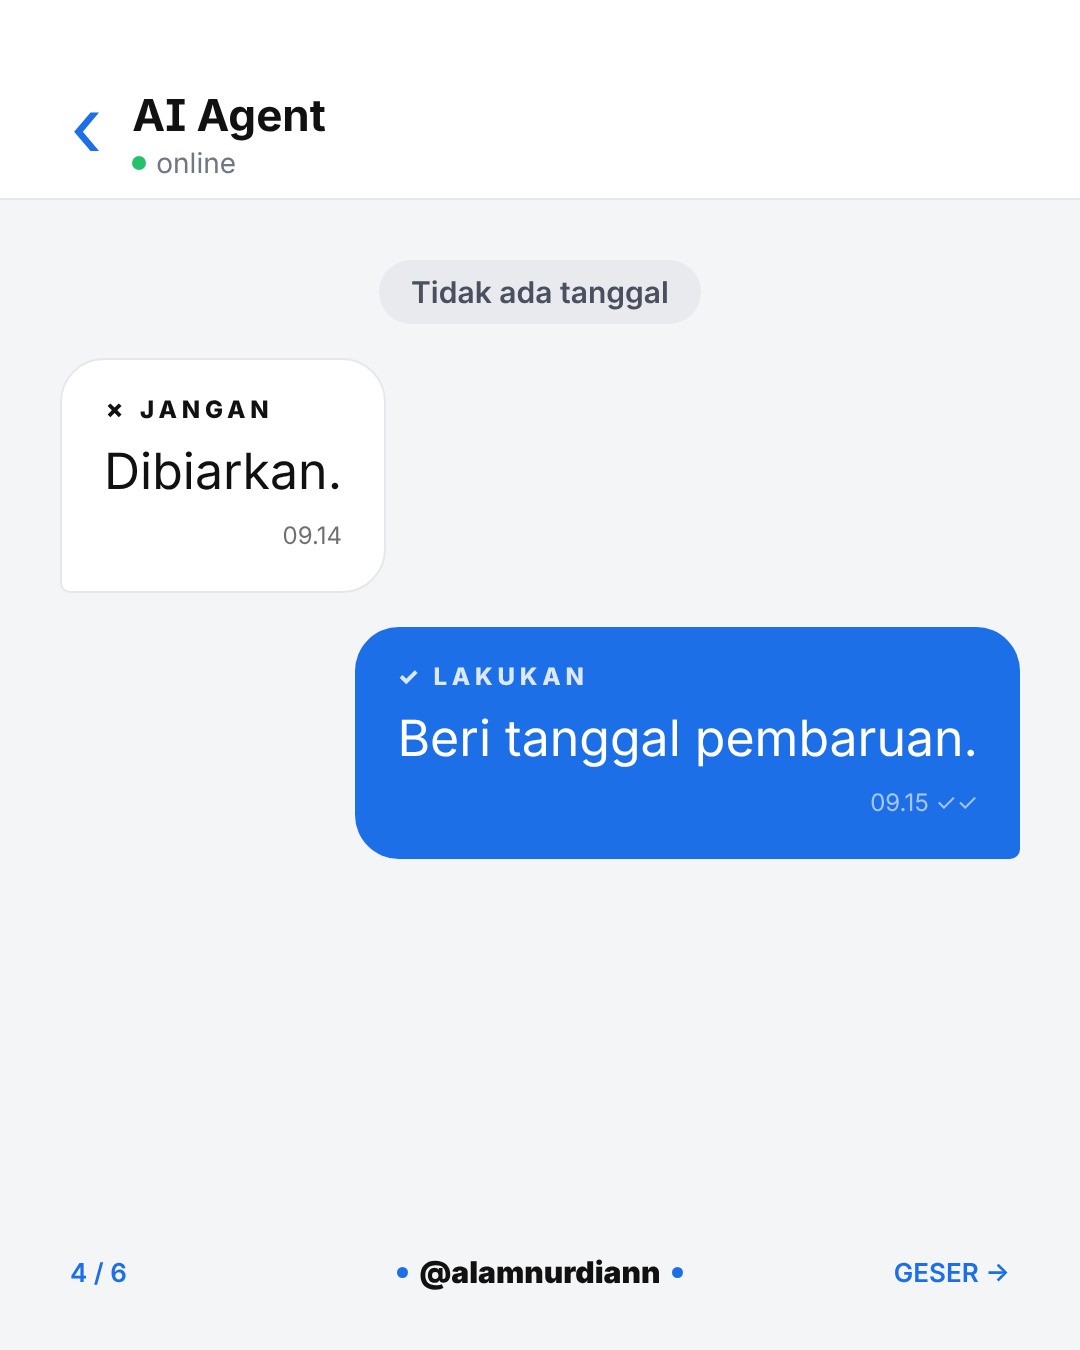 AI Agent
online
Tidak ada tanggal
× JANGAN
Dibiarkan.
09.14
✓ LAKUKAN
Beri tanggal pembaruan.
09.15 ✓✓
4 / 6
• @alamnurdiann •
GESER →